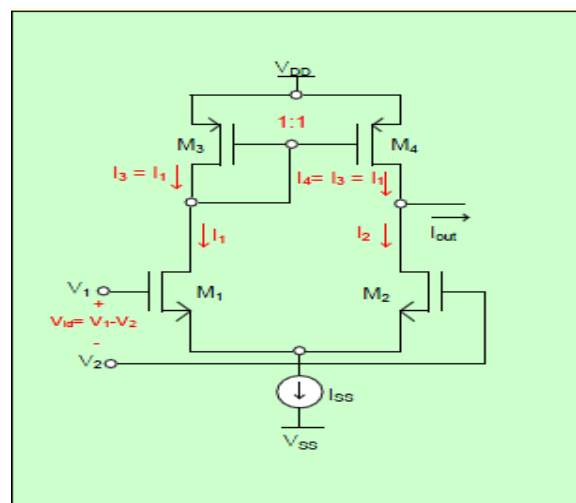 V_DD
1:1
M3
M4
I3 = I1
I4= I3 = I1
I1
I2
Iout
V1
+
Vid= V1-V2
-
V2
M1
M2
ISS
VSS